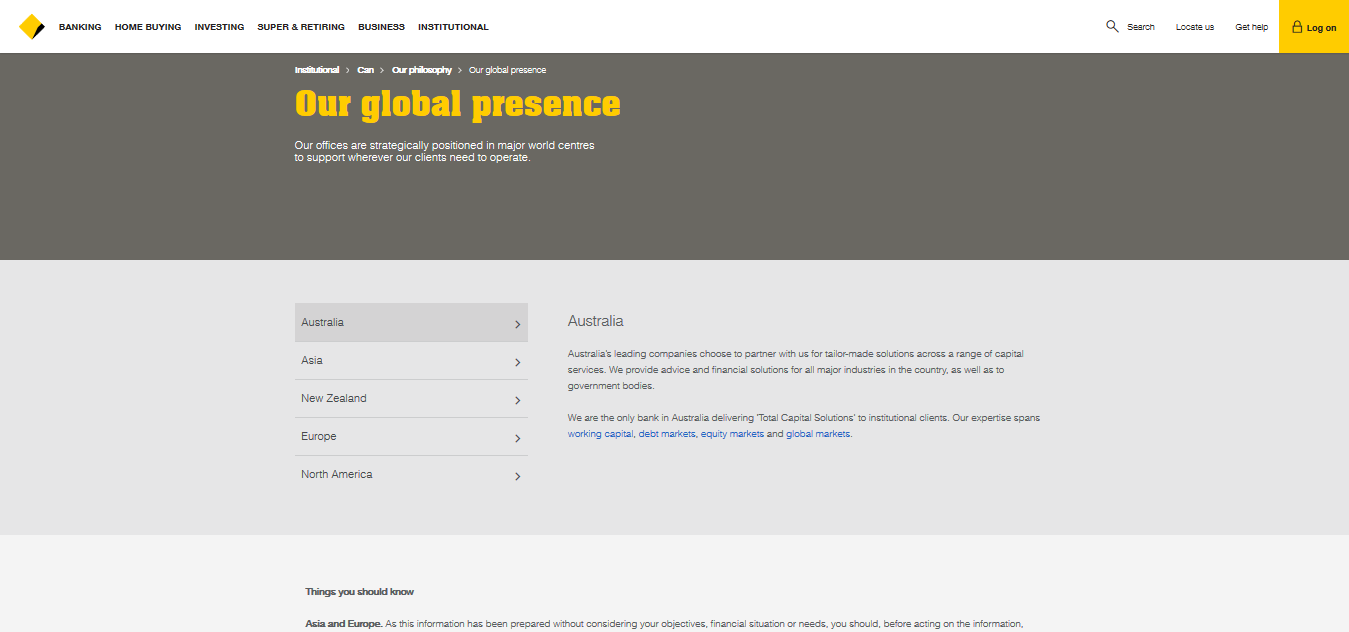 BANKING HOME BUYING INVESTING SUPER & RETIRING BUSINESS INSTITUTIONAL Search Locate us Get help Log on
Institutional > Can > Our philosophy > Our global presence
Our global presence
Our offices are strategically positioned in major world centres
to support wherever our clients need to operate.
Australia
Asia
New Zealand
Europe
North America
Australia
Australia's leading companies choose to partner with us for tailor-made solutions across a range of capital
services. We provide advice and financial solutions for all major industries in the country, as well as to
government bodies.
We are the only bank in Australia delivering 'Total Capital Solutions' to institutional clients. Our expertise spans
working capital, debt markets, equity markets and global markets.
Things you should know
Asia and Europe. As this information has been prepared without considering your objectives, financial situation or needs, you should, before acting on the information,